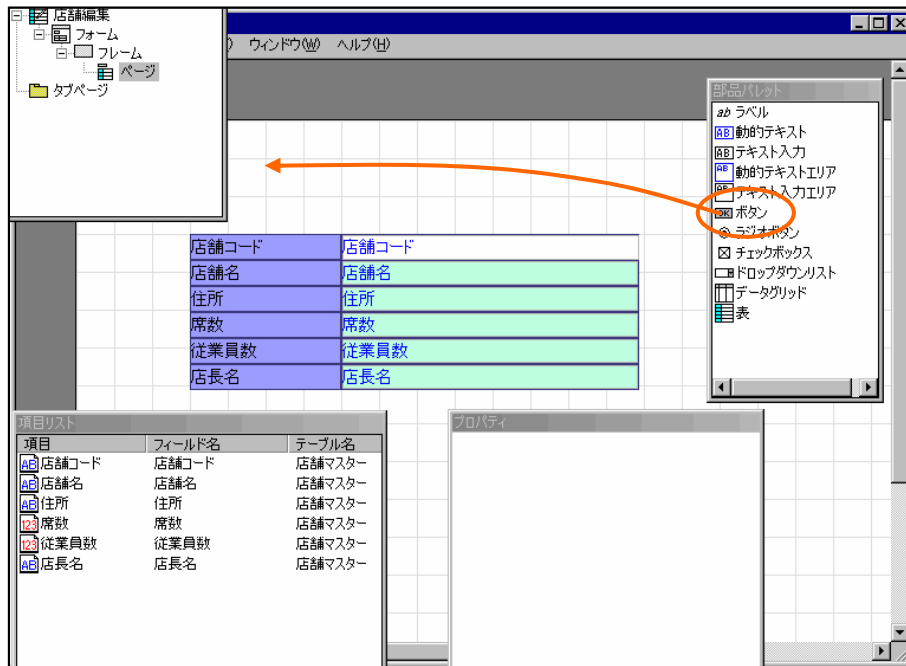 店舗編集
フォーム
フレーム
ページ
タブページ
ウィンドウ(W) ヘルプ(H)
部品パレット
ab ラベル
AB 動的テキスト
AB テキスト入力
AB 動的テキストエリア
AB テキスト入力エリア
OK ボタン
ラジオボタン
チェックボックス
ドロップダウンリスト
データグリッド
表
店舗コード 店舗コード
店舗名 店舗名
住所 住所
席数 席数
従業員数 従業員数
店長名 店長名
項目リスト
項目 フィールド名 テーブル名
AB 店舗コード 店舗コード 店舗マスター
AB 店舗名 店舗名 店舗マスター
AB 住所 住所 店舗マスター
123 席数 席数 店舗マスター
123 従業員数 従業員数 店舗マスター
AB 店長名 店長名 店舗マスター
プロパティ